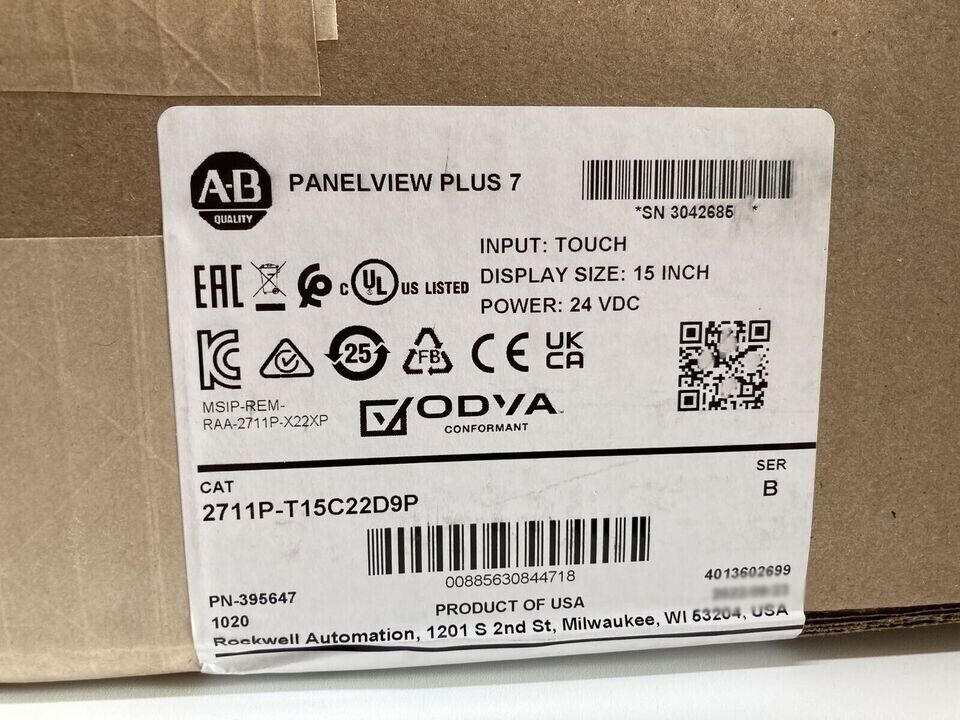 A-B
QUALITY
PANELVIEW PLUS 7
*SN 3042685 *
INPUT: TOUCH
DISPLAY SIZE: 15 INCH
POWER: 24 VDC
EAC
C UL US LISTED
KC
25
FB
CE
UK
CA
MSIP-REM-
RAA-2711P-X22XP
ODVA™
CONFORMANT
CAT
2711P-T15C22D9P
SER
B
00885630844718
PN-395647
1020
PRODUCT OF USA
4013602699
Rockwell Automation, 1201 S 2nd St, Milwaukee, WI 53204, USA